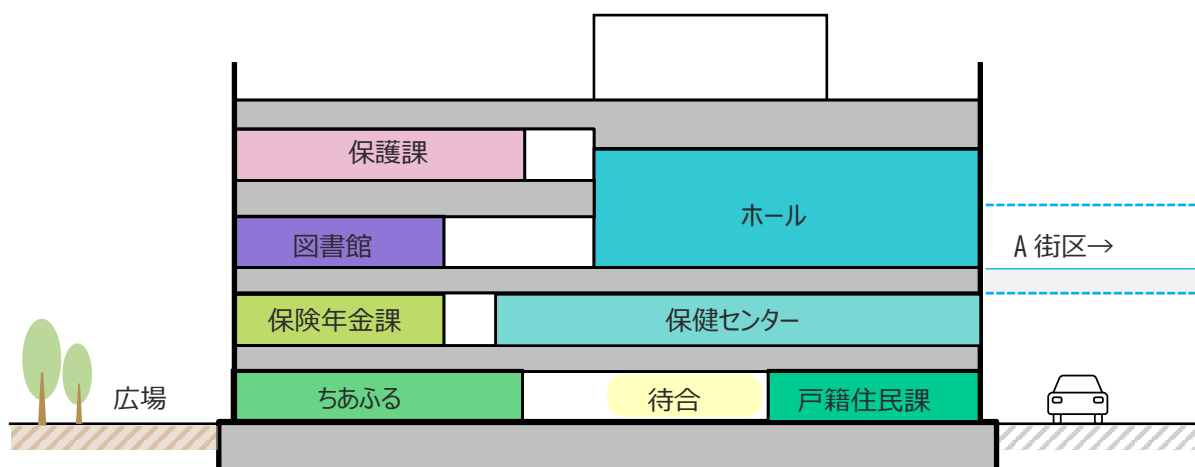 保護課
ホール
図書館
A 街区→
保険年金課
保健センター
広場
ちあふる
待合
戸籍住民課